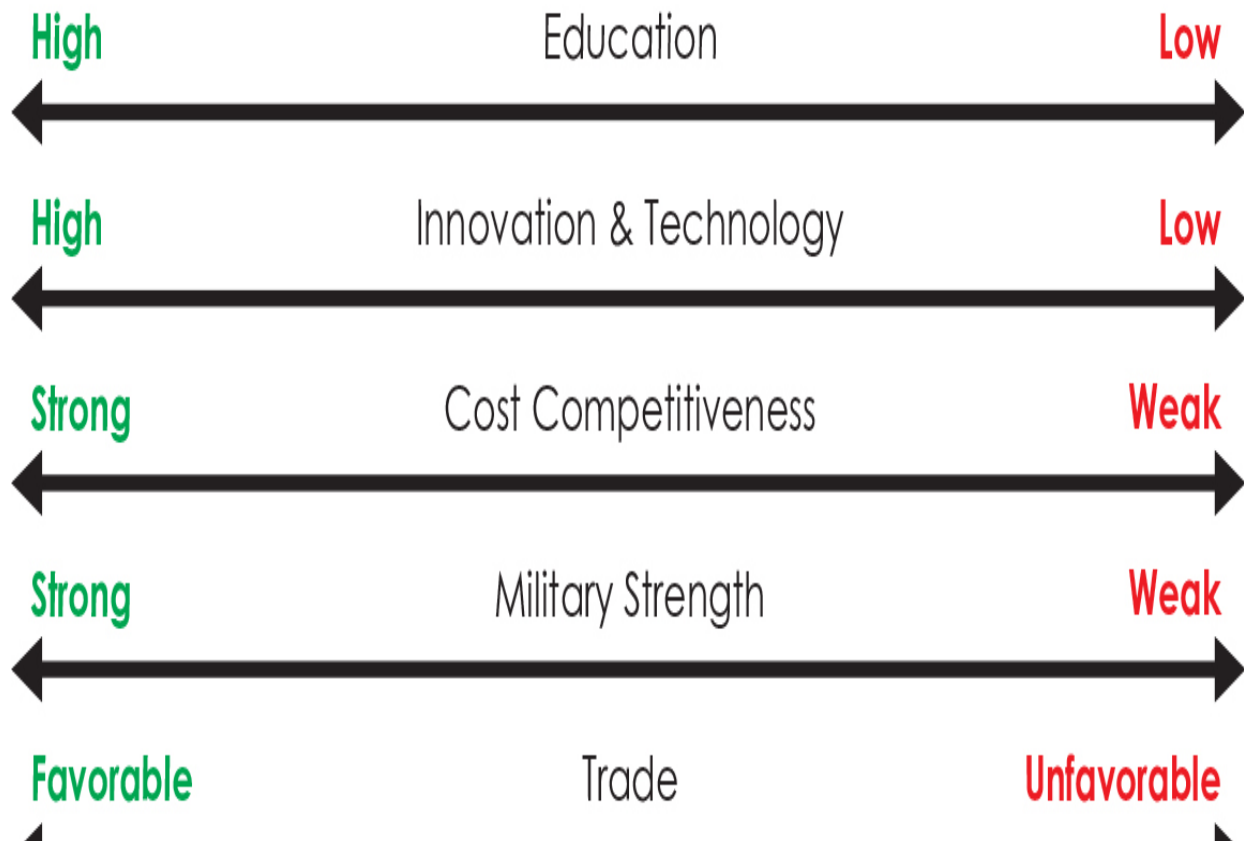 High Education Low
High Innovation & Technology Low
Strong Cost Competitiveness Weak
Strong Military Strength Weak
Favorable Trade Unfavorable